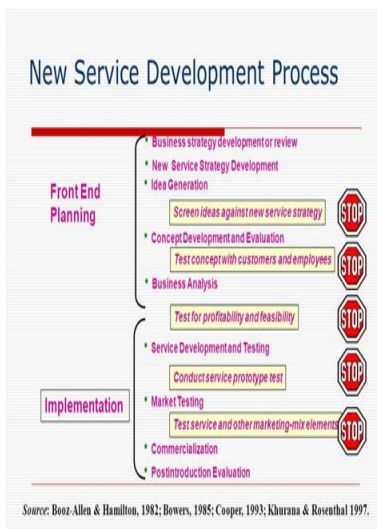 New Service Development Process
Front End
Planning
• Business strategy development or review
• New Service Strategy Development
• Idea Generation
Screen ideas against new service strategy
STOP
• Concept Development and Evaluation
Test concept with customers and employees
STOP
• Business Analysis
Test for profitability and feasibility
STOP
Implementation
• Service Development and Testing
Conduct service prototype test
STOP
• Market Testing
Test service and other marketing-mix elements
STOP
• Commercialization
• Postintroduction Evaluation
Source: Booz-Allen & Hamilton, 1982; Bowers, 1985; Cooper, 1993; Khurana & Rosenthal 1997.